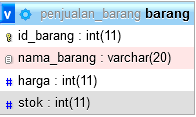 v penjualan_barang barang
id_barang : int(11)
nama_barang : varchar(20)
# harga : int(11)
# stok : int(11)